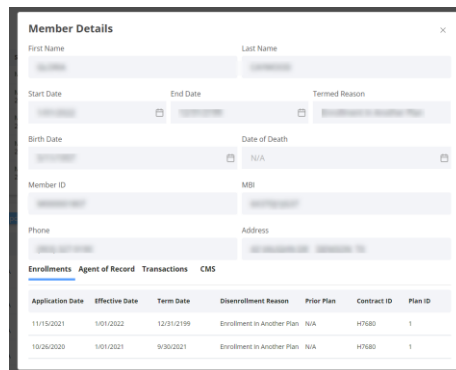 Member Details
First Name Last Name
Start Date End Date Termed Reason
Birth Date Date of Death
N/A
Member ID MBI
Phone Address
Enrollments Agent of Record Transactions CMS
Application Date Effective Date Term Date Disenrollment Reason Prior Plan Contract ID Plan ID
11/15/2021 1/01/2022 12/31/2199 Enrollment in Another Plan N/A H7680 1
10/26/2020 1/01/2021 9/30/2021 Enrollment in Another Plan N/A H7680 1